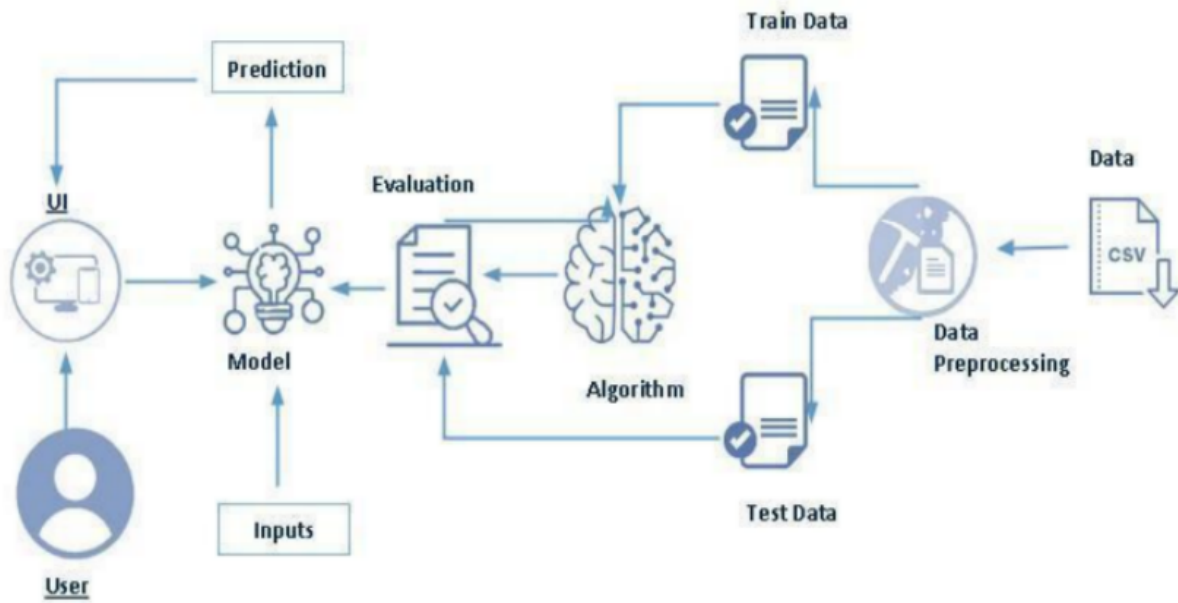 Train Data
Prediction
Data
Evaluation
UI
CSV
Data
Preprocessing
Model
Algorithm
Test Data
Inputs
User